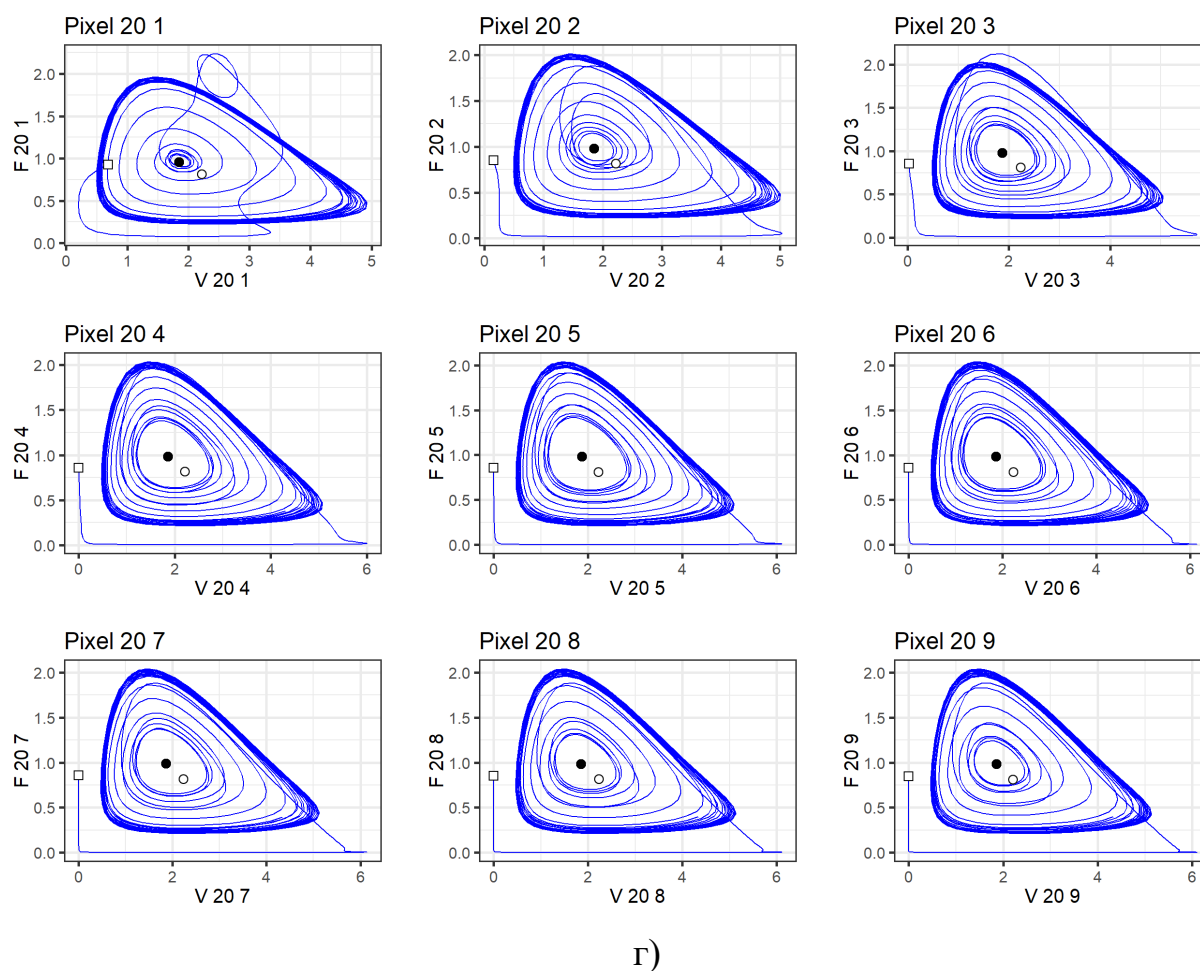 Pixel 20 1
Pixel 20 2
Pixel 20 3
F 20 1
2.0
1.5
1.0
0.5
0.0
0 1 2 3 4 5
V 20 1
F 20 2
2.0
1.5
1.0
0.5
0.0
0 1 2 3 4 5
V 20 2
F 20 3
2.0
1.5
1.0
0.5
0.0
0 2 4
V 20 3
Pixel 20 4
Pixel 20 5
Pixel 20 6
F 20 4
2.0
1.5
1.0
0.5
0.0
0 2 4 6
V 20 4
F 20 5
2.0
1.5
1.0
0.5
0.0
0 2 4 6
V 20 5
F 20 6
2.0
1.5
1.0
0.5
0.0
0 2 4 6
V 20 6
Pixel 20 7
Pixel 20 8
Pixel 20 9
F 20 7
2.0
1.5
1.0
0.5
0.0
0 2 4 6
V 20 7
F 20 8
2.0
1.5
1.0
0.5
0.0
0 2 4 6
V 20 8
F 20 9
2.0
1.5
1.0
0.5
0.0
0 2 4 6
V 20 9
г)